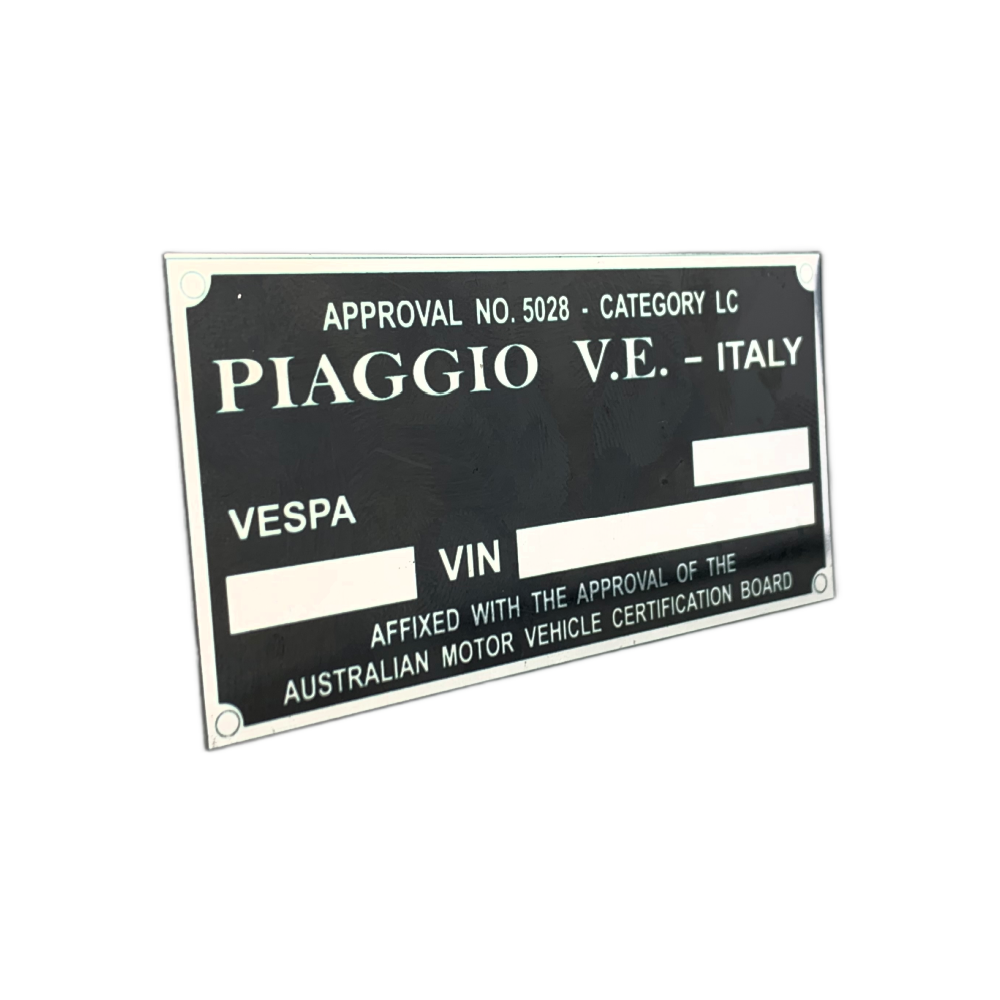 APPROVAL NO. 5028 - CATEGORY LC
PIAGGIO V.E. – ITALY
VESPA
VIN
AFFIXED WITH THE APPROVAL OF THE
AUSTRALIAN MOTOR VEHICLE CERTIFICATION BOARD